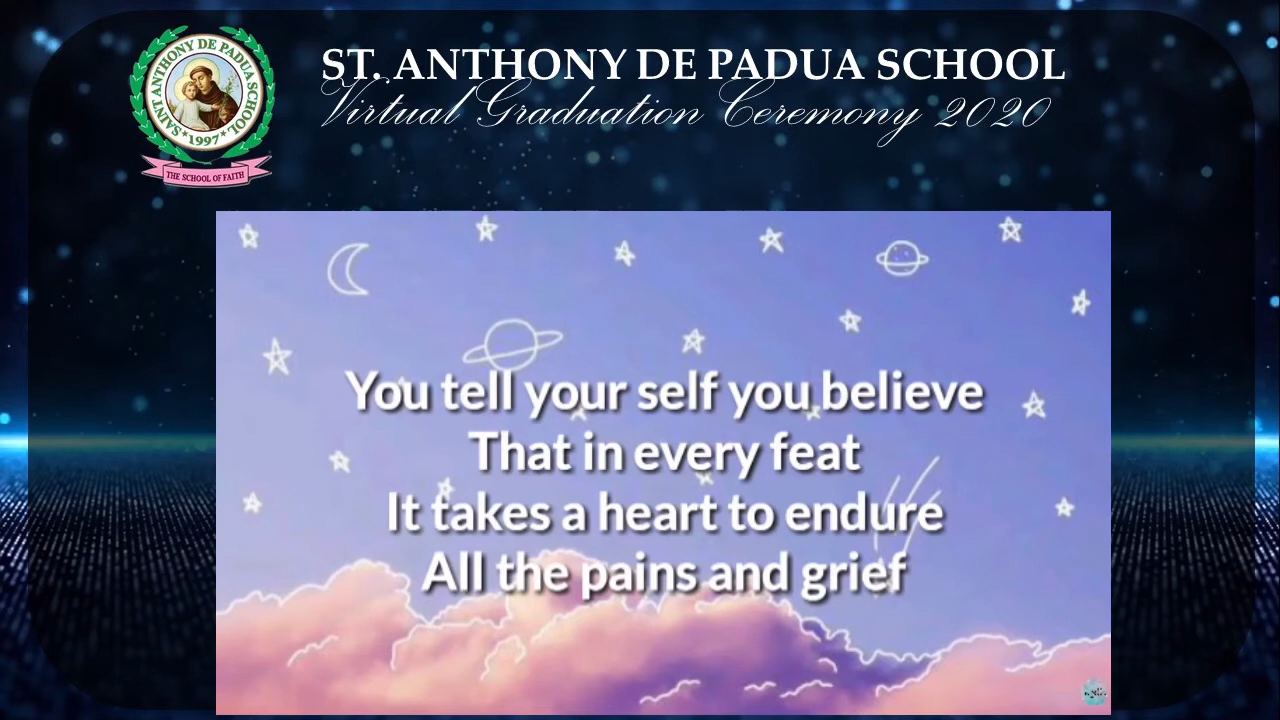 ST. ANTHONY DE PADUA SCHOOL
Virtual Graduation Ceremony 2020
SAINT ANTHONY DE PADUA SCHOOL
*1997*
THE SCHOOL OF FAITH
You tell your self you believe
That in every feat
It takes a heart to endure
All the pains and grief